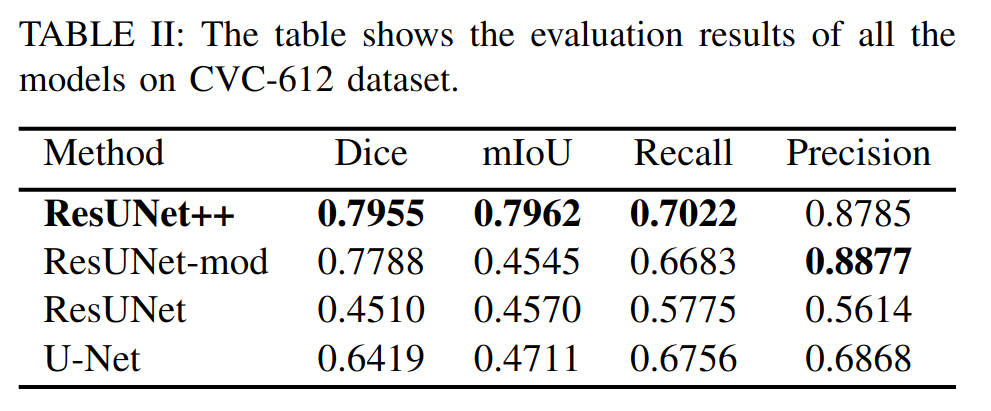 TABLE II: The table shows the evaluation results of all the
models on CVC-612 dataset.
Method Dice mIoU Recall Precision
ResUNet++ 0.7955 0.7962 0.7022 0.8785
ResUNet-mod 0.7788 0.4545 0.6683 0.8877
ResUNet 0.4510 0.4570 0.5775 0.5614
U-Net 0.6419 0.4711 0.6756 0.6868